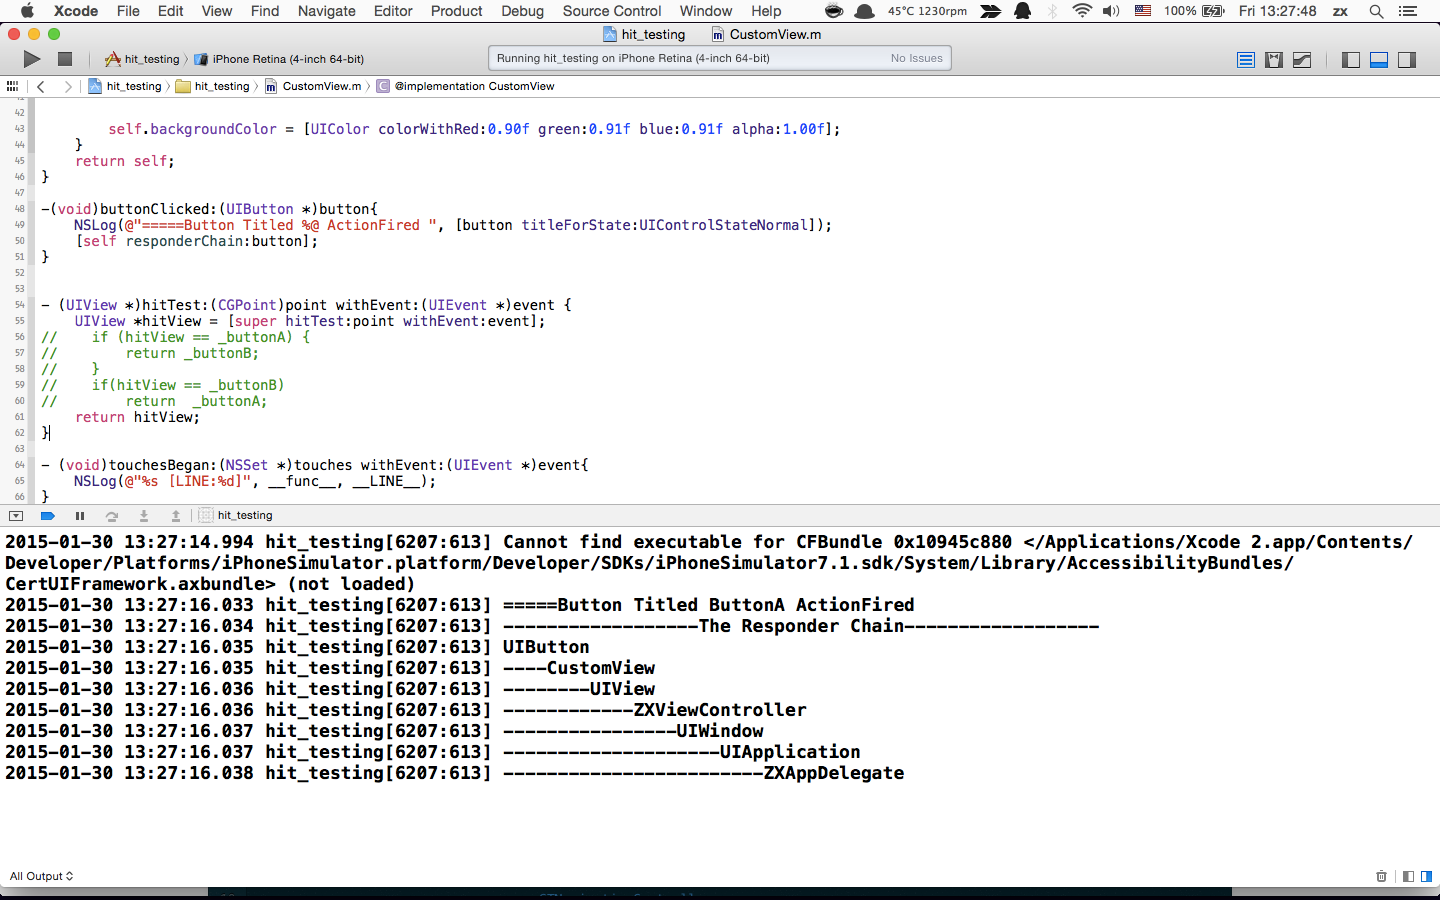 Xcode File Edit View Find Navigate Editor Product Debug Source Control Window Help 45°C 1230rpm 100% Fri 13:27:48 zx
hit_testing CustomView.m
hit_testing iPhone Retina (4-inch 64-bit) Running hit_testing on iPhone Retina (4-inch 64-bit) No Issues
hit_testing hit_testing CustomView.m C @implementation CustomView
41
42
43 self.backgroundColor = [UIColor colorWithRed:0.90f green:0.91f blue:0.91f alpha:1.00f];
44 }
45 return self;
46 }
47
48 -(void)buttonClicked:(UIButton *)button{
49 NSLog(@"=====Button Titled %@ ActionFired ", [button titleForState:UIControlStateNormal]);
50 [self responderChain:button];
51 }
52
53
54 - (UIView *)hitTest:(CGPoint)point withEvent:(UIEvent *)event {
55 UIView *hitView = [super hitTest:point withEvent:event];
56 // if (hitView == _buttonA) {
57 // return _buttonB;
58 // }
59 // if(hitView == _buttonB)
60 // return _buttonA;
61 return hitView;
62 }
63
64 - (void)touchesBegan:(NSSet *)touches withEvent:(UIEvent *)event{
65 NSLog(@"%s [LINE:%d]", __func__, __LINE__);
66 }
hit_testing
2015-01-30 13:27:14.994 hit_testing[6207:613] Cannot find executable for CFBundle 0x10945c880 </Applications/Xcode 2.app/Contents/
Developer/Platforms/iPhoneSimulator.platform/Developer/SDKs/iPhoneSimulator7.1.sdk/System/Library/AccessibilityBundles/
CertUIFramework.axbundle> (not loaded)
2015-01-30 13:27:16.033 hit_testing[6207:613] =====Button Titled ButtonA ActionFired
2015-01-30 13:27:16.034 hit_testing[6207:613] ------------------The Responder Chain------------------
2015-01-30 13:27:16.035 hit_testing[6207:613] UIButton
2015-01-30 13:27:16.035 hit_testing[6207:613] ----CustomView
2015-01-30 13:27:16.036 hit_testing[6207:613] --------UIView
2015-01-30 13:27:16.036 hit_testing[6207:613] ------------ZXViewController
2015-01-30 13:27:16.037 hit_testing[6207:613] ----------------UIWindow
2015-01-30 13:27:16.037 hit_testing[6207:613] --------------------UIApplication
2015-01-30 13:27:16.038 hit_testing[6207:613] ------------------------ZXAppDelegate
All Output